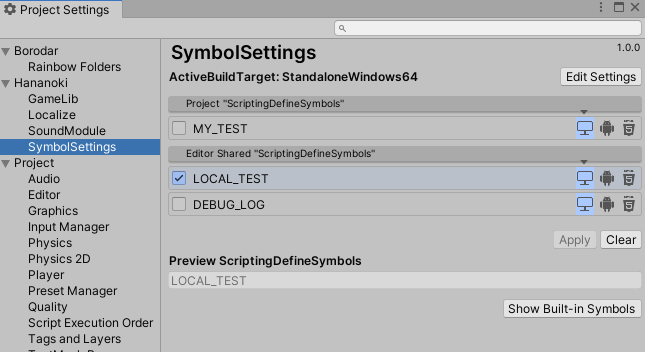 Project Settings
Borodar
Rainbow Folders
Hananoki
GameLib
Localize
SoundModule
SymbolSettings
Project
Audio
Editor
Graphics
Input Manager
Physics
Physics 2D
Player
Preset Manager
Quality
Script Execution Order
Tags and Layers
SymbolSettings
1.0.0
ActiveBuildTarget: StandaloneWindows64
Edit Settings
Project "ScriptingDefineSymbols"
MY_TEST
Editor Shared "ScriptingDefineSymbols"
LOCAL_TEST
DEBUG_LOG
Apply
Clear
Preview ScriptingDefineSymbols
LOCAL_TEST
Show Built-in Symbols